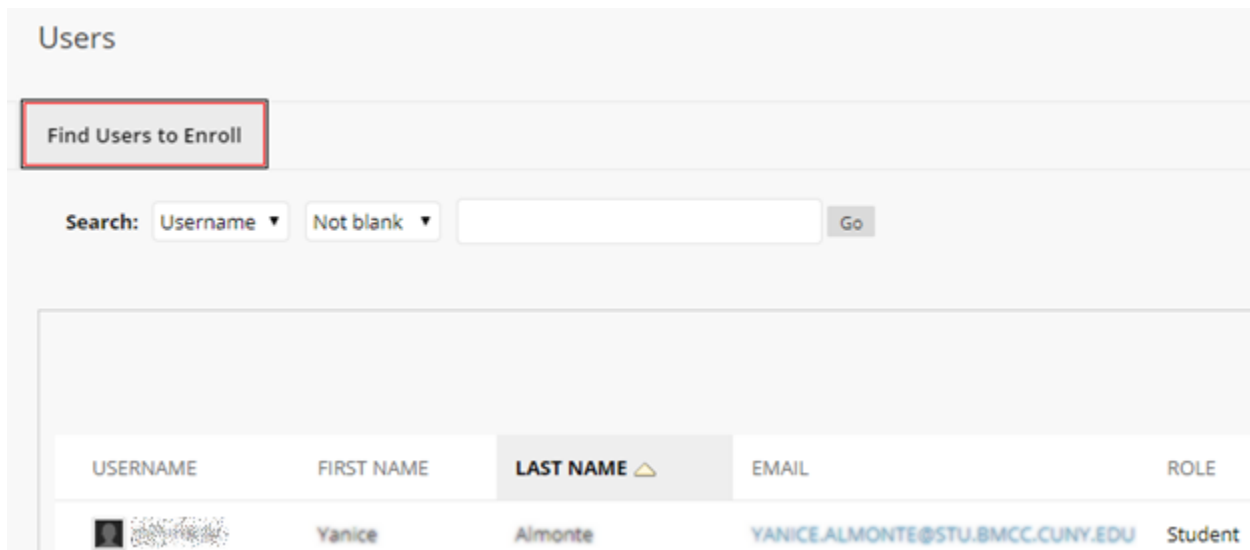 Users
Find Users to Enroll
Search: Username Not blank Go
USERNAME FIRST NAME LAST NAME EMAIL ROLE
Yanice Almonte YANICE.ALMONTE@STU.BMCC.CUNY.EDU Student